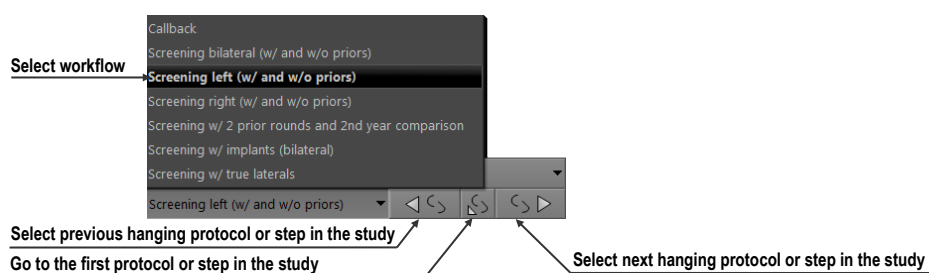 Callback
Screening bilateral (w/ and w/o priors)
Select workflow
Screening left (w/ and w/o priors)
Screening right (w/ and w/o priors)
Screening w/ 2 prior rounds and 2nd year comparison
Screening w/ implants (bilateral)
Screening w/ true laterals
Screening left (w/ and w/o priors)
Select previous hanging protocol or step in the study
Go to the first protocol or step in the study
Select next hanging protocol or step in the study